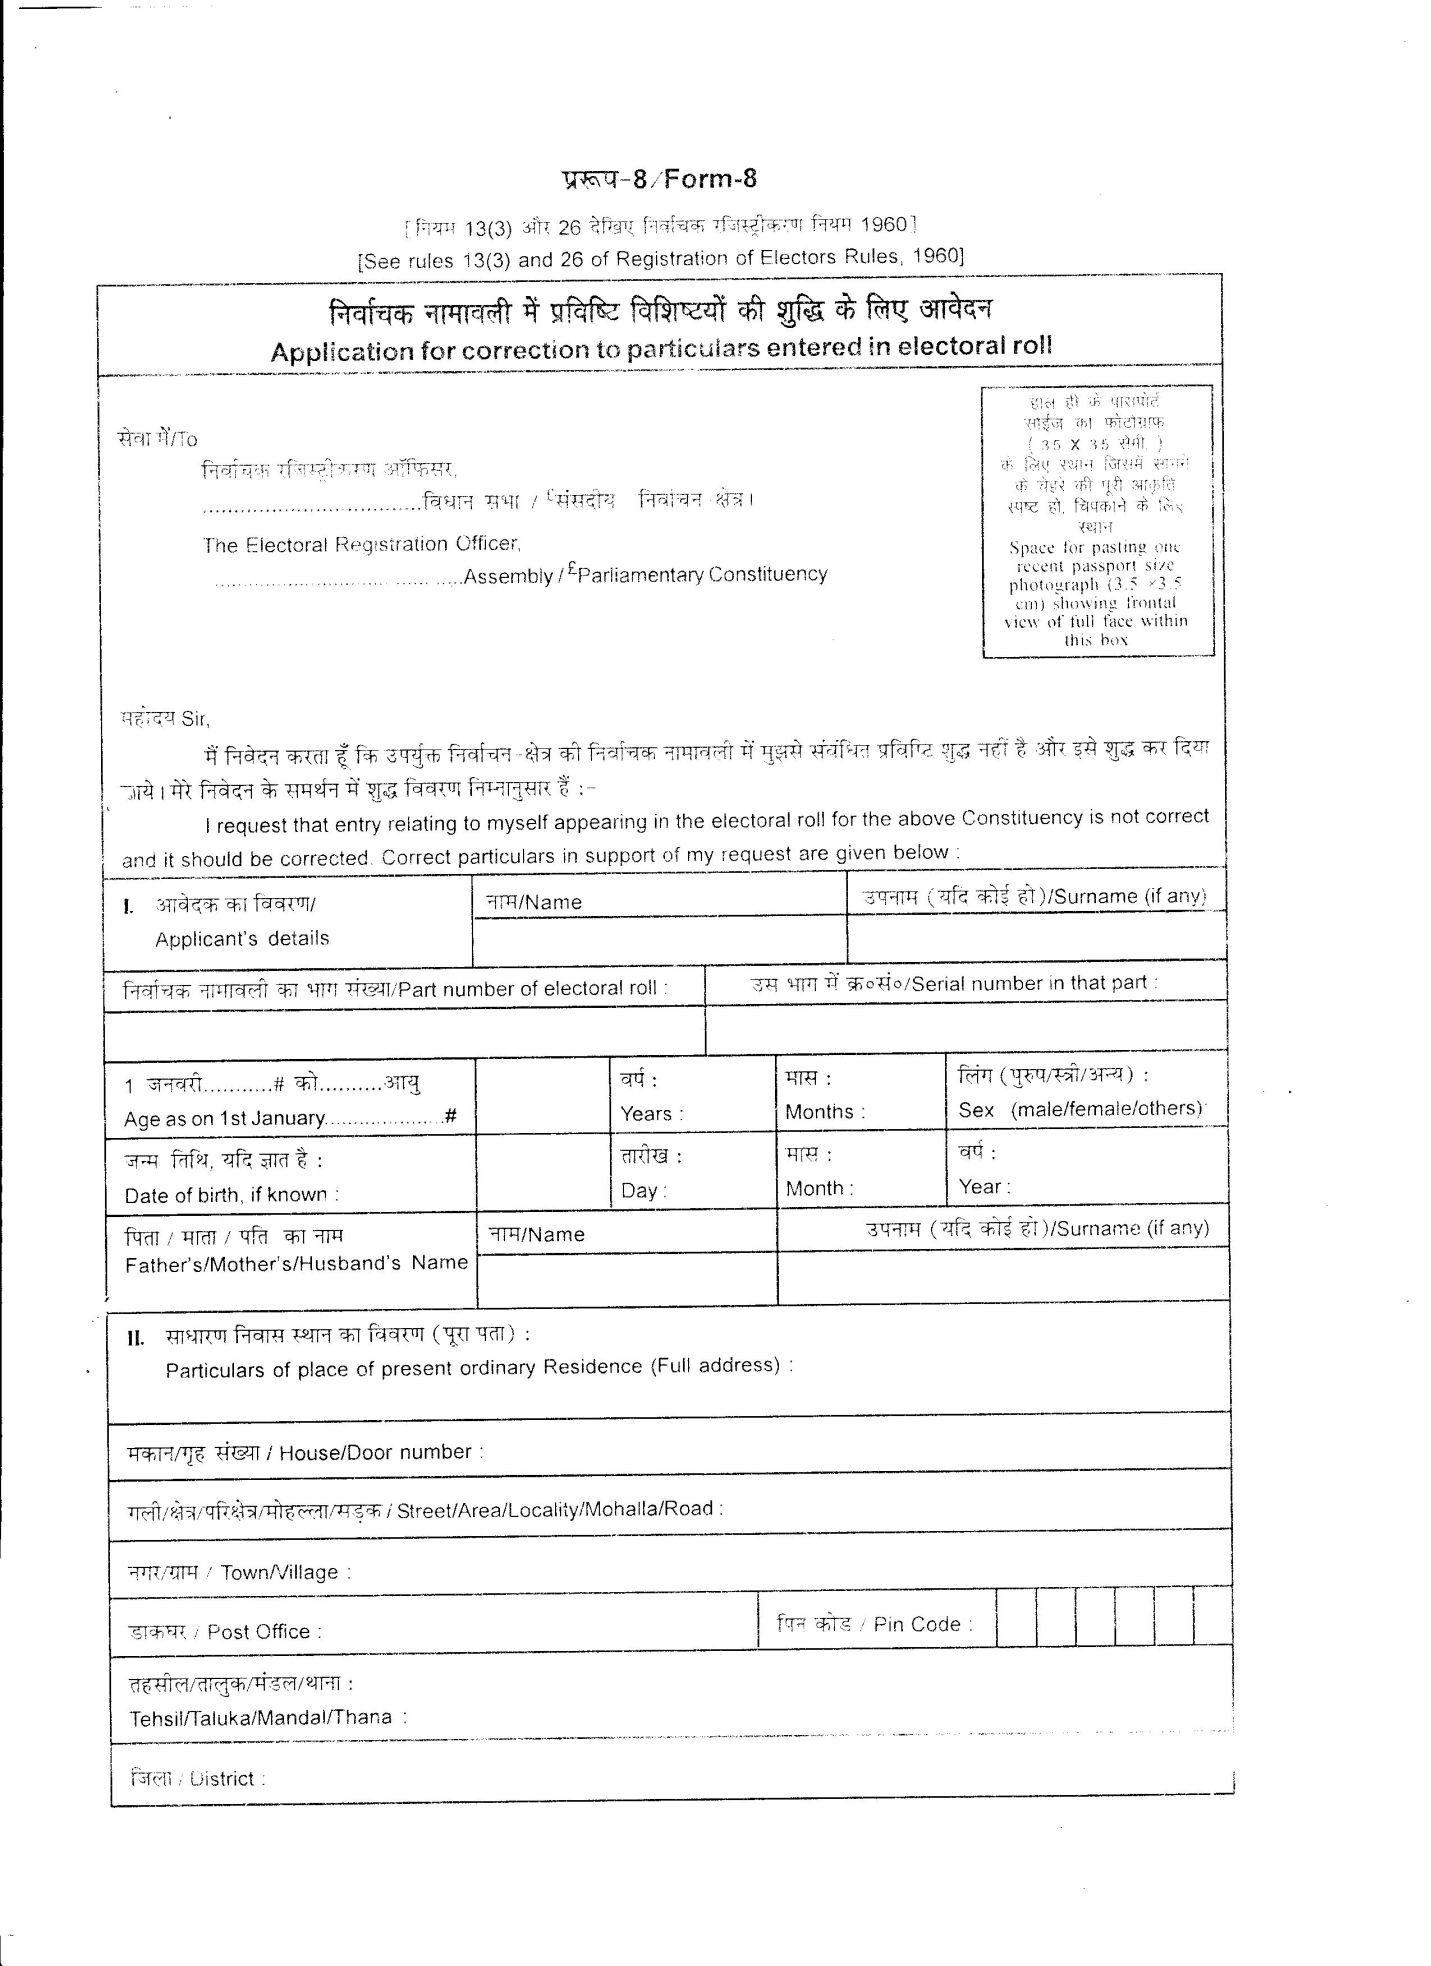 प्ररूप-8/Form-8
[नियम 13(3) और 26 देखिए निर्वाचक रजिस्ट्रीकरण नियम 1960]
[See rules 13(3) and 26 of Registration of Electors Rules, 1960]
निर्वाचक नामावली में प्रविष्टि विशिष्टयों की शुद्धि के लिए आवेदन
Application for correction to particulars entered in electoral roll
हाल ही के पासपोर्ट
साईज का फोटोग्राफ
( 35 X 35 सेमी )
के लिए स्थान जिसमें सामने
के चेहरे की पूरी आकृति
स्पष्ट हो, चिपकाने के लिए
स्थान
Space for pasting one
recent passport size
photograph (3.5 ×3.5
cm) showing frontal
view of full face within
this box
सेवा में/To
निर्वाचक रजिस्ट्रीकरण ऑफिसर,
..................................विधान सभा / £संसदीय निर्वाचन क्षेत्र।
The Electoral Registration Officer,
......................................Assembly / £Parliamentary Constituency
महोदय Sir,
मैं निवेदन करता हूँ कि उपर्युक्त निर्वाचन-क्षेत्र की निर्वाचक नामावली में मुझसे संबंधित प्रविष्टि शुद्ध नहीं है और इसे शुद्ध कर दिया
जाये। मेरे निवेदन के समर्थन में शुद्ध विवरण निम्नानुसार हैं :-
I request that entry relating to myself appearing in the electoral roll for the above Constituency is not correct
and it should be corrected. Correct particulars in support of my request are given below :
I. आवेदक का विवरण/
Applicant's details
नाम/Name
उपनाम (यदि कोई हो)/Surname (if any)
निर्वाचक नामावली का भाग संख्या/Part number of electoral roll :
उस भाग में क्र०सं०/Serial number in that part :
1 जनवरी...........# को..........आयु
Age as on 1st January.....................#
वर्ष :
Years :
मास :
Months :
लिंग (पुरुष/स्त्री/अन्य) :
Sex (male/female/others)
जन्म तिथि, यदि ज्ञात है :
Date of birth, if known :
तारीख :
Day :
मास :
Month :
वर्ष :
Year :
पिता / माता / पति का नाम
Father's/Mother's/Husband's Name
नाम/Name
उपनाम (यदि कोई हो)/Surname (if any)
II. साधारण निवास स्थान का विवरण (पूरा पता) :
Particulars of place of present ordinary Residence (Full address) :
मकान/गृह संख्या / House/Door number :
गली/क्षेत्र/परिक्षेत्र/मोहल्ला/सड़क / Street/Area/Locality/Mohalla/Road :
नगर/ग्राम / Town/Village :
डाकघर / Post Office :
पिन कोड / Pin Code :
तहसील/तालुक/मंडल/थाना :
Tehsil/Taluka/Mandal/Thana :
जिला / District :